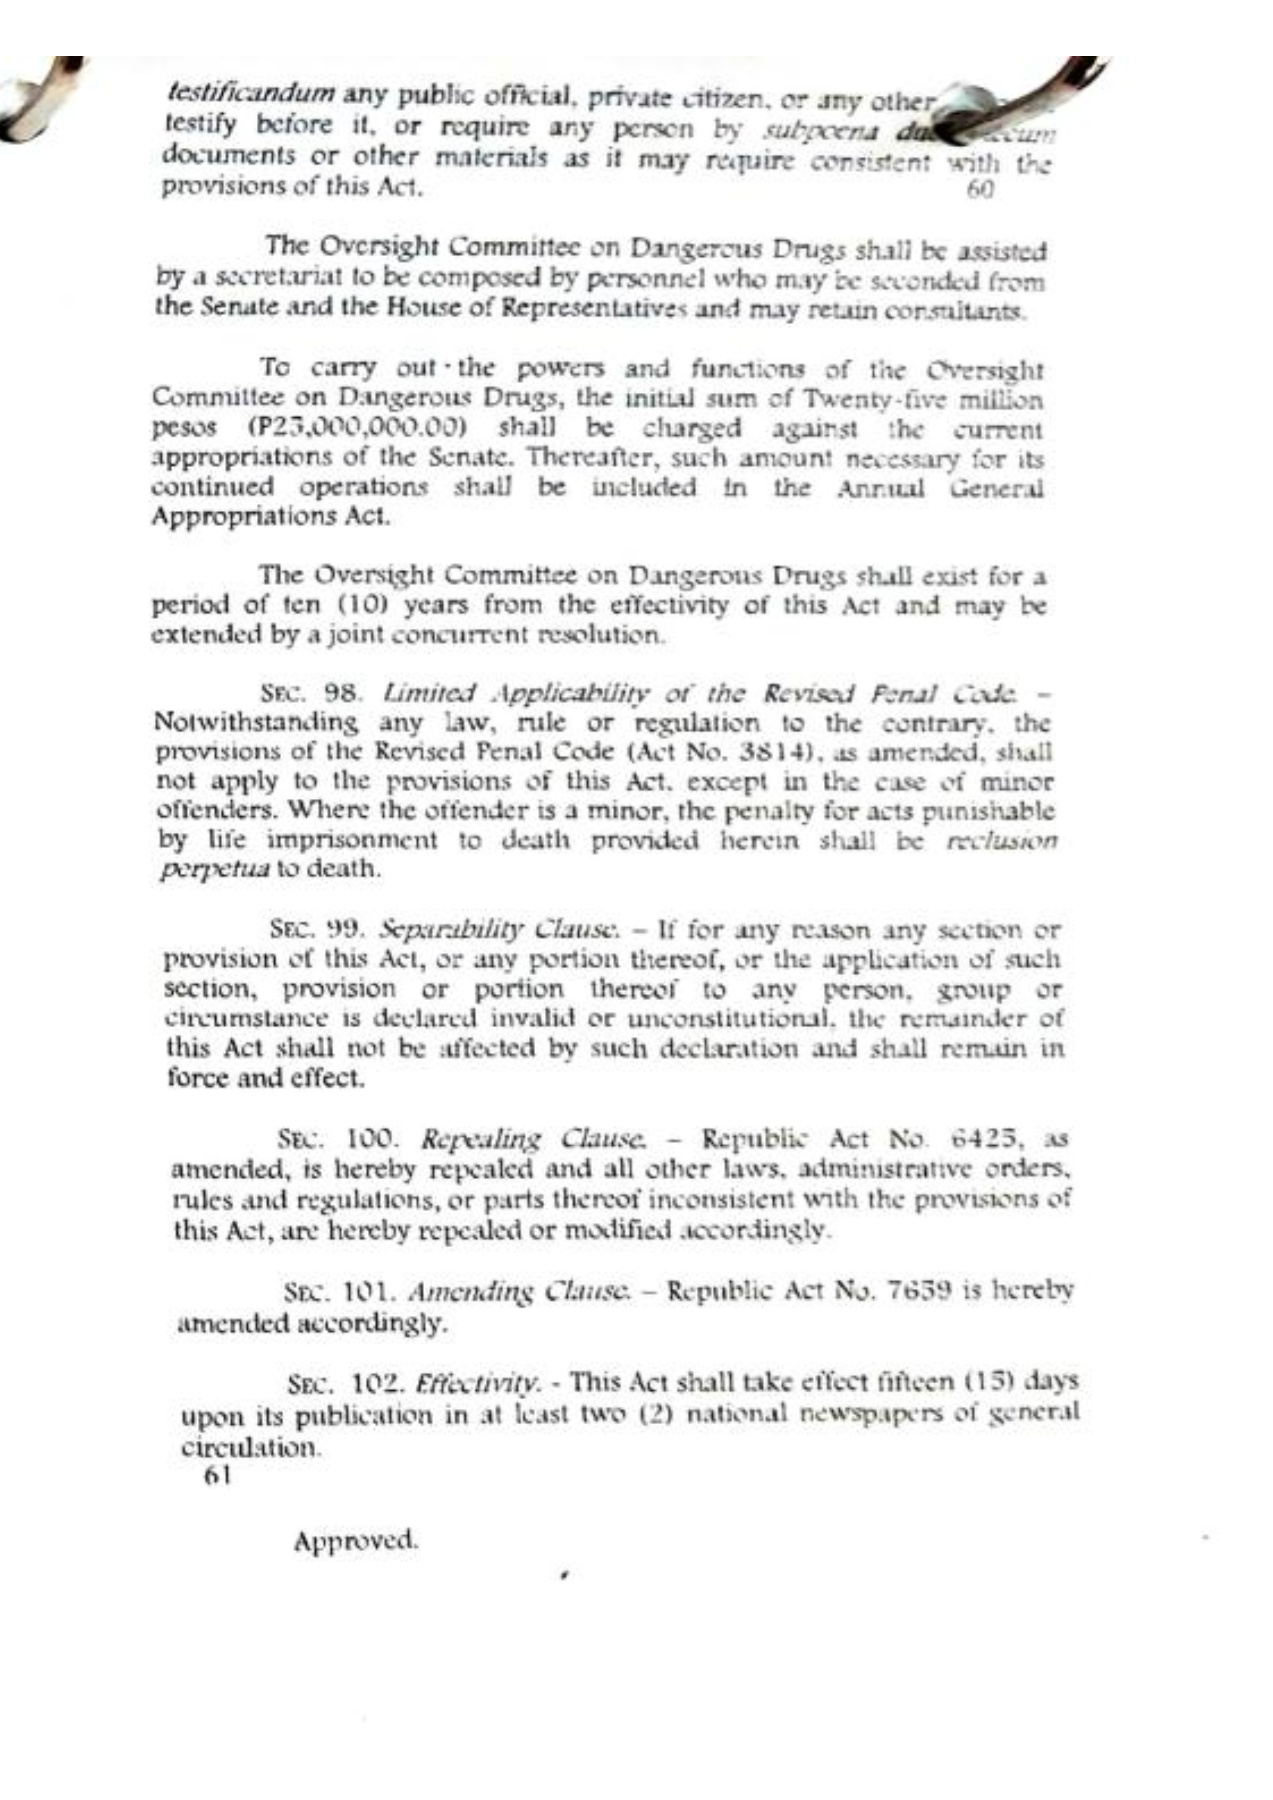 testificandum any public official, private citizen, or any other
testify before it, or require any person by subpoena
documents or other materials as it may require consistent with the
provisions of this Act.
60
The Oversight Committee on Dangerous Drugs shall be assisted
by a secretariat to be composed by personnel who may be seconded from
the Senate and the House of Representatives and may retain consultants.
To carry out the powers and functions of the Oversight
Committee on Dangerous Drugs, the initial sum of Twenty-five million
pesos (P25,000,000.00) shall be charged against the current
appropriations of the Senate. Thereafter, such amount necessary for its
continued operations shall be included in the Annual General
Appropriations Act.
The Oversight Committee on Dangerous Drugs shall exist for a
period of ten (10) years from the effectivity of this Act and may be
extended by a joint concurrent resolution.
SEC. 98. Limited Applicability of the Revised Penal Code. –
Notwithstanding any law, rule or regulation to the contrary, the
provisions of the Revised Penal Code (Act No. 3814), as amended, shall
not apply to the provisions of this Act, except in the case of minor
offenders. Where the offender is a minor, the penalty for acts punishable
by life imprisonment to death provided herein shall be reclusion
perpetua to death.
SEC. 99. Separability Clause. – If for any reason any section or
provision of this Act, or any portion thereof, or the application of such
section, provision or portion thereof to any person, group or
circumstance is declared invalid or unconstitutional, the remainder of
this Act shall not be affected by such declaration and shall remain in
force and effect.
SEC. 100. Repealing Clause. – Republic Act No. 6425, as
amended, is hereby repealed and all other laws, administrative orders,
rules and regulations, or parts thereof inconsistent with the provisions of
this Act, are hereby repealed or modified accordingly.
SEC. 101. Amending Clause. – Republic Act No. 7659 is hereby
amended accordingly.
SEC. 102. Effectivity. - This Act shall take effect fifteen (15) days
upon its publication in at least two (2) national newspapers of general
circulation.
61
Approved.